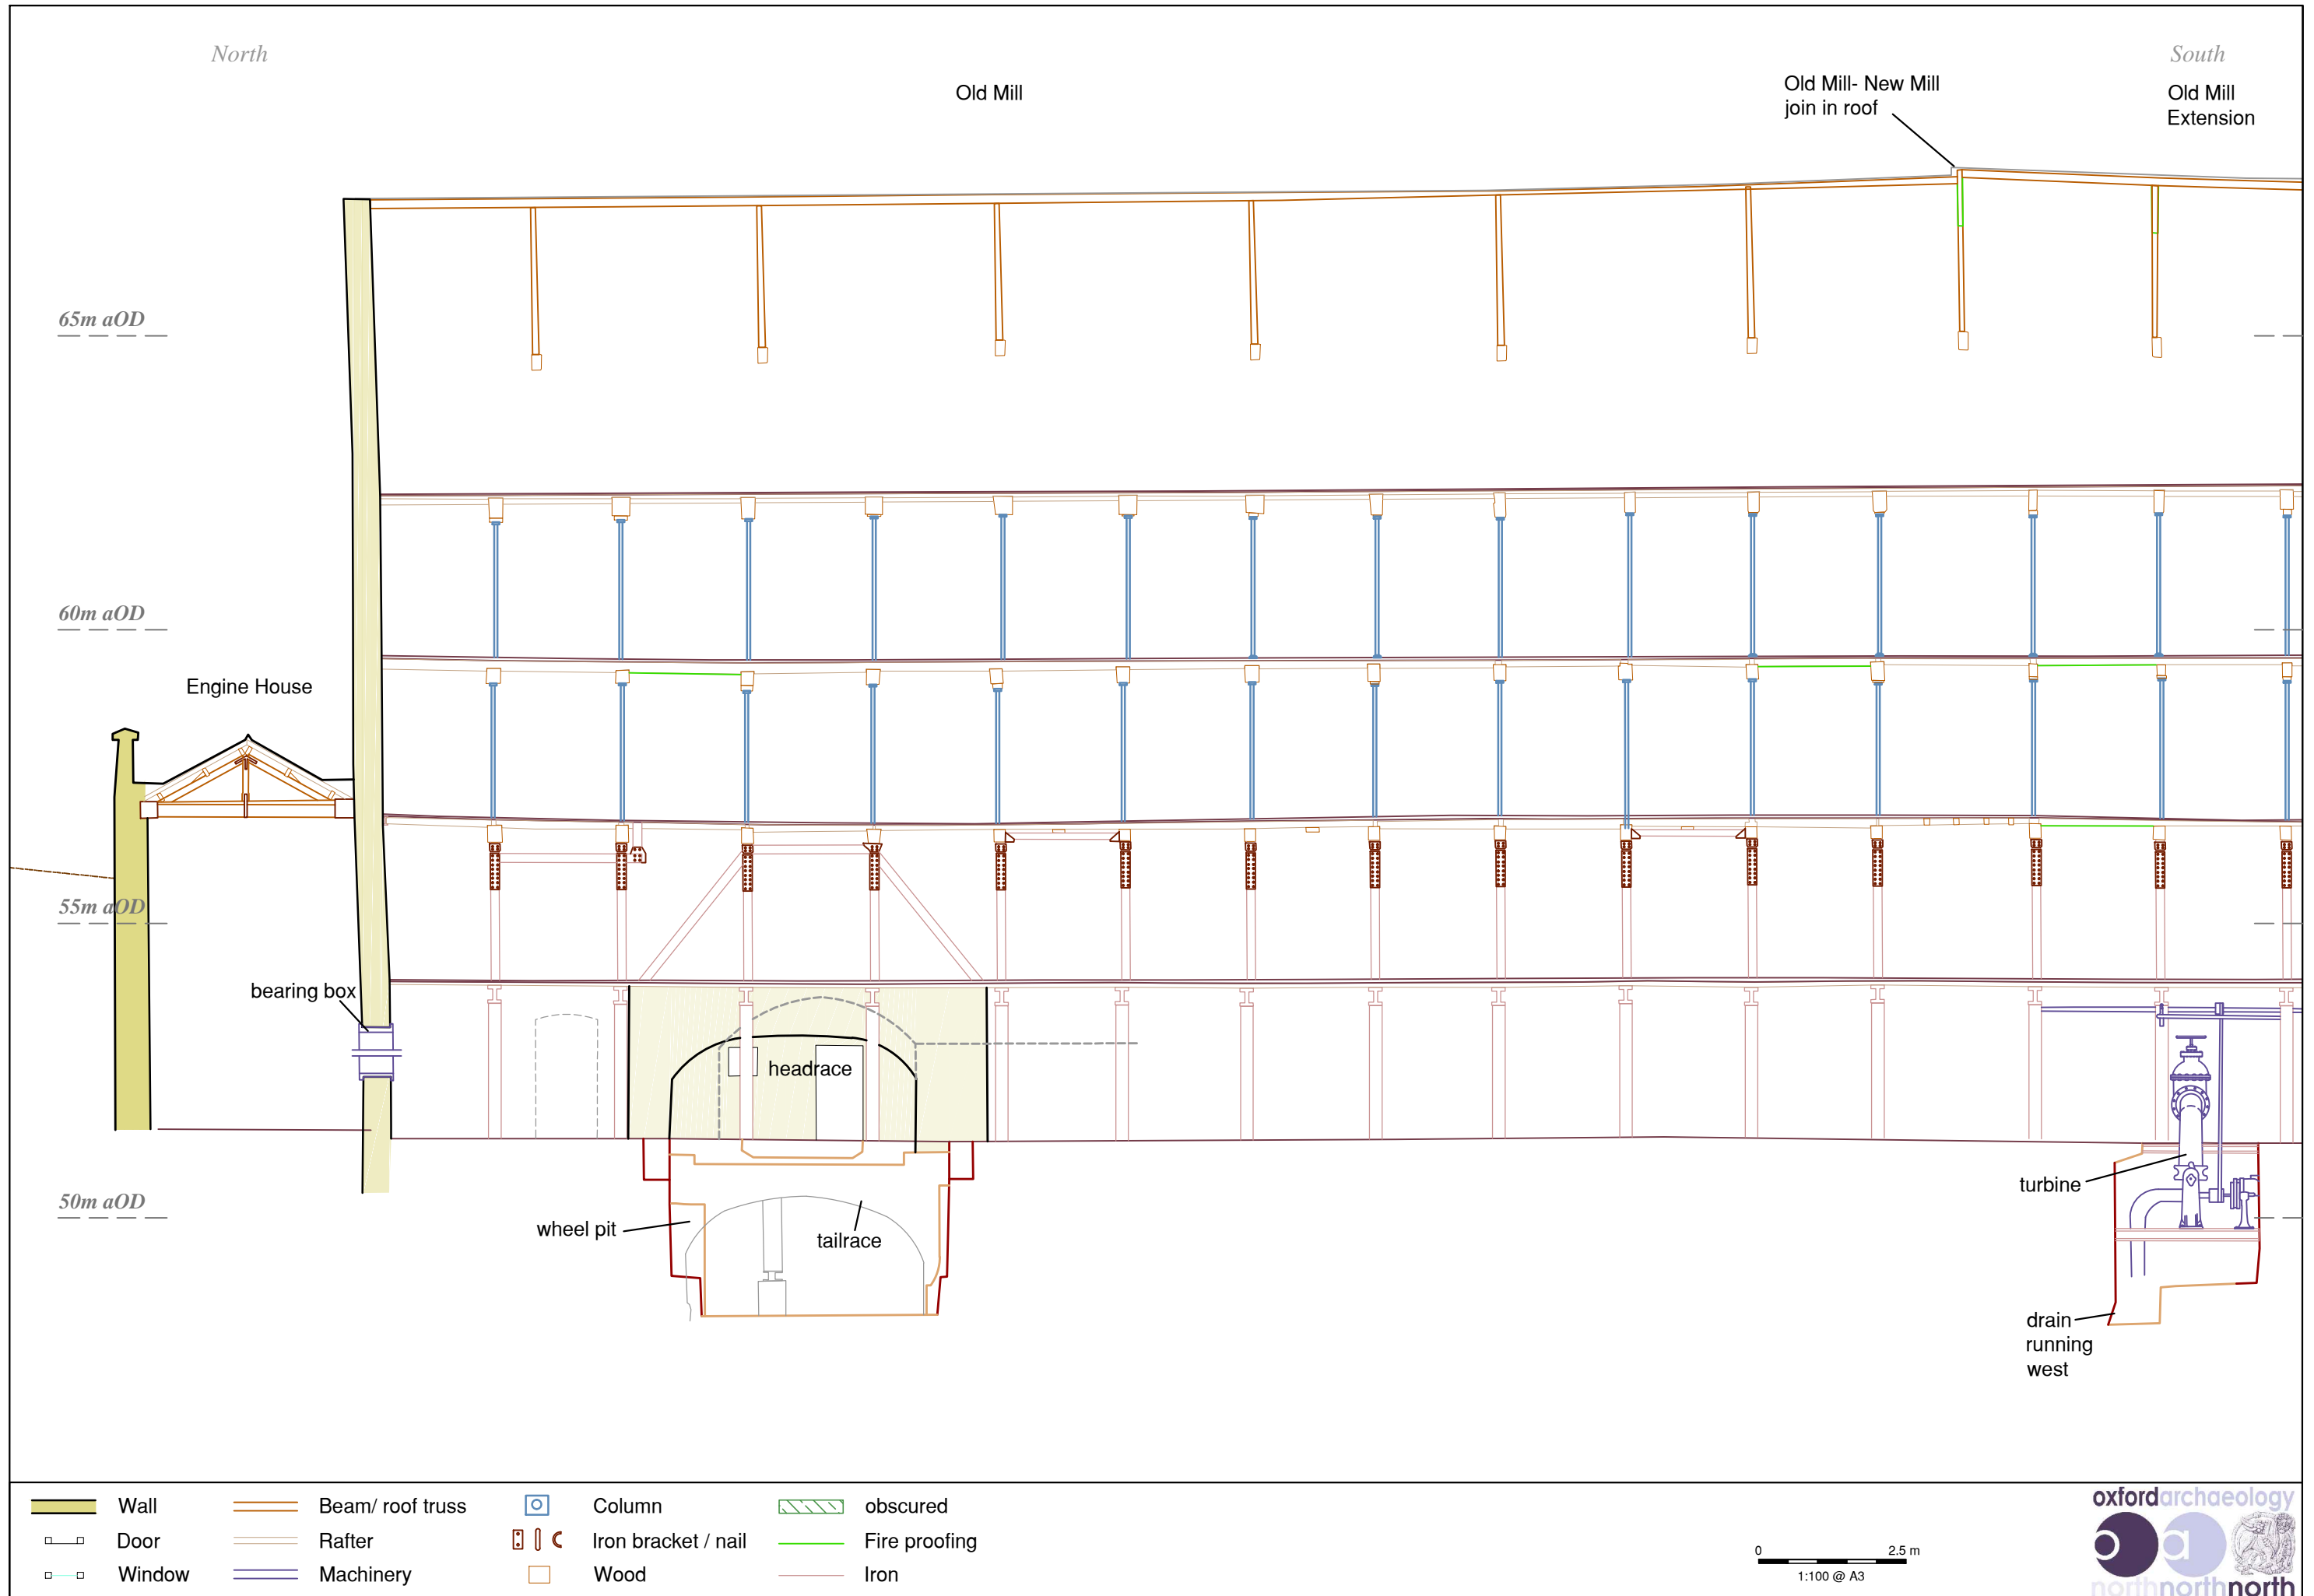 North
South
Old Mill
Old Mill- New Mill
join in roof
Old Mill
Extension
65m aOD
60m aOD
Engine House
55m aOD
bearing box
headrace
50m aOD
wheel pit
tailrace
turbine
drain
running
west
Wall
Beam/ roof truss
Column
obscured
Door
Rafter
Iron bracket / nail
Fire proofing
Window
Machinery
Wood
Iron
0 2.5 m
1:100 @ A3
oxfordarchaeology
oa
northnorthnorth